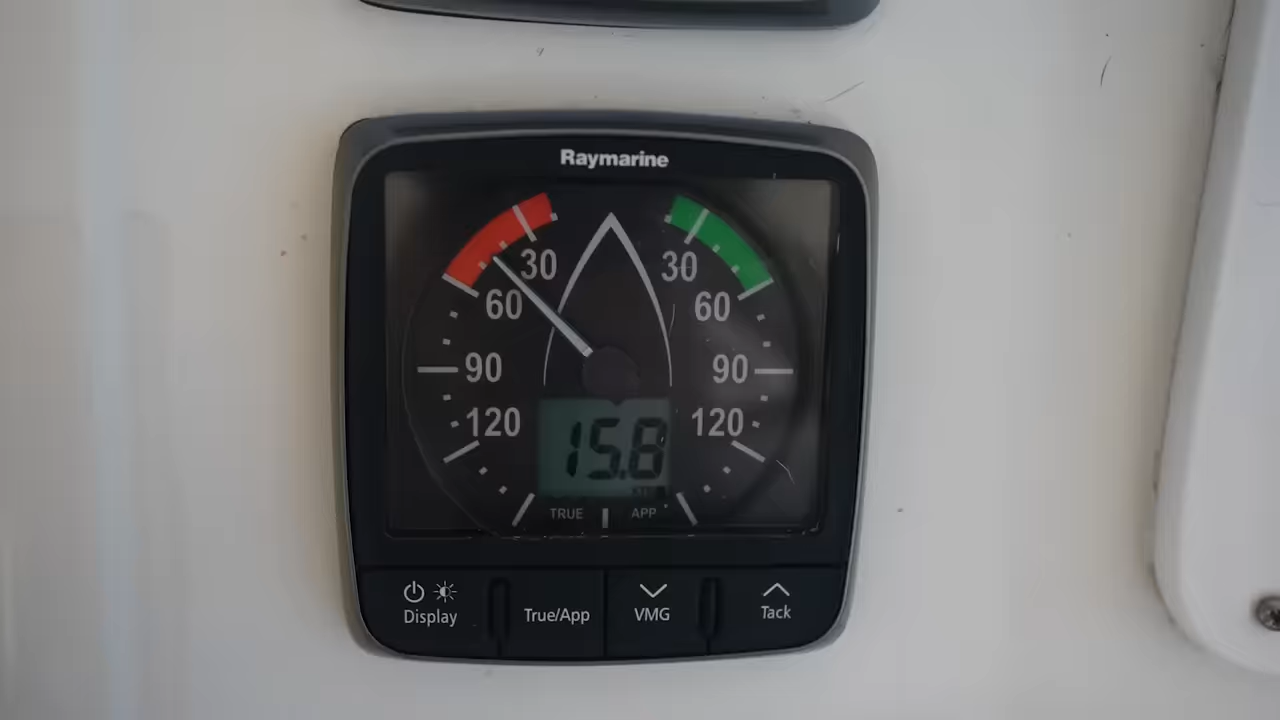 Raymarine
30 30
60 60
90 90
120 120
15.8
TRUE APP
Display True/App VMG Tack